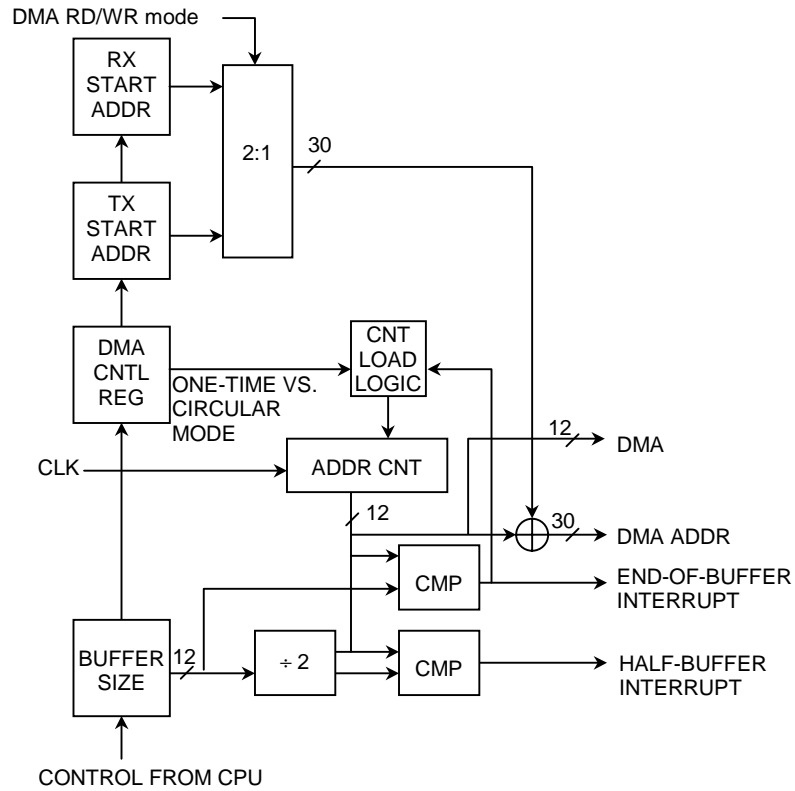 DMA RD/WR mode
RX
START
ADDR
2:1
30
TX
START
ADDR
DMA
CNTL
REG
ONE-TIME VS.
CIRCULAR
MODE
CNT
LOAD
LOGIC
CLK
ADDR CNT
12
DMA
12
30
DMA ADDR
CMP
END-OF-BUFFER
INTERRUPT
BUFFER
SIZE
12
÷ 2
CMP
HALF-BUFFER
INTERRUPT
CONTROL FROM CPU